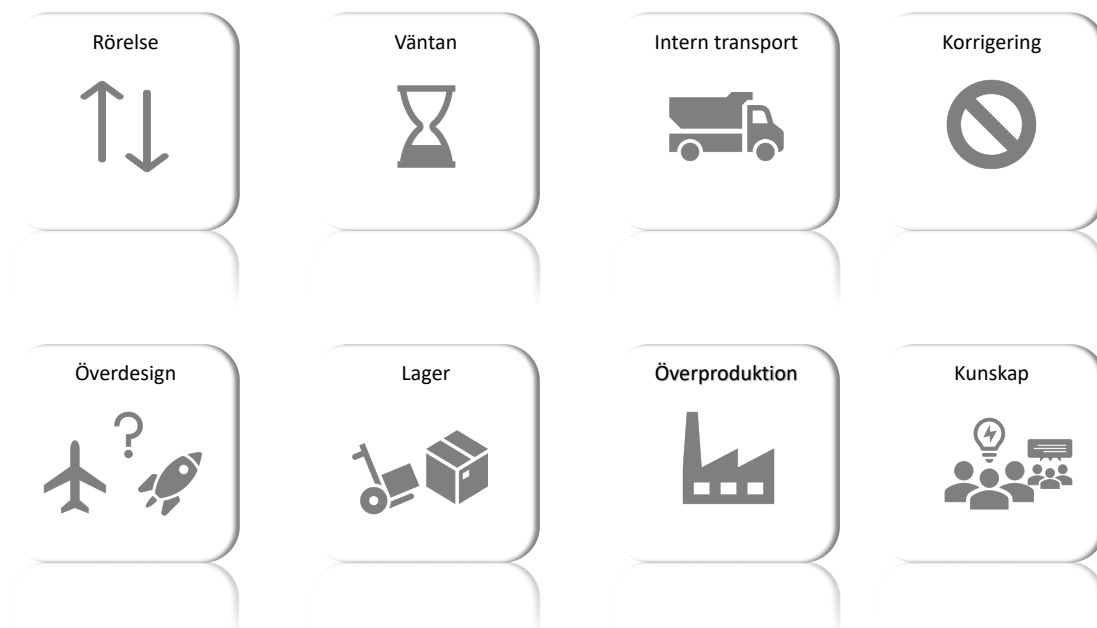 Rörelse
Väntan
Intern transport
Korrigering
Överdesign
Lager
Överproduktion
Kunskap